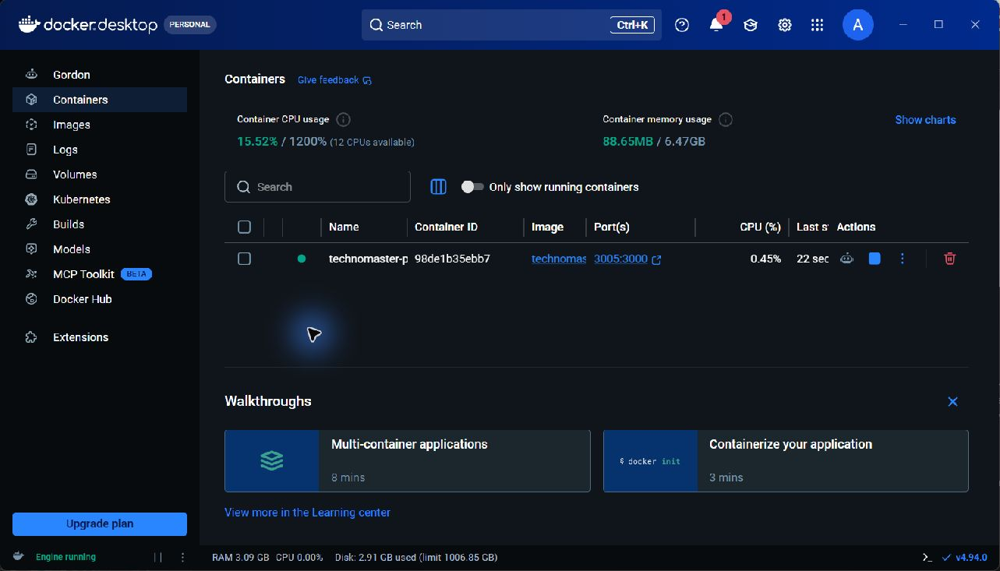 docker.desktop PERSONAL Search Ctrl+K 1 A
Gordon
Containers
Images
Logs
Volumes
Kubernetes
Builds
Models
MCP Toolkit BETA
Docker Hub
Extensions
Upgrade plan
Containers Give feedback
Container CPU usage
15.52% / 1200% (12 CPUs available)
Container memory usage
88.65MB / 6.47GB
Show charts
Search
Only show running containers
Name Container ID Image Port(s) CPU (%) Last s Actions
technomaster-p 98de1b35ebb7 technomas 3005:3000 0.45% 22 sec
Walkthroughs
Multi-container applications
8 mins
$ docker init
Containerize your application
3 mins
View more in the Learning center
Engine running RAM 3.09 GB CPU 0.00% Disk: 2.91 GB used (limit 1006.85 GB) >_ v4.94.0